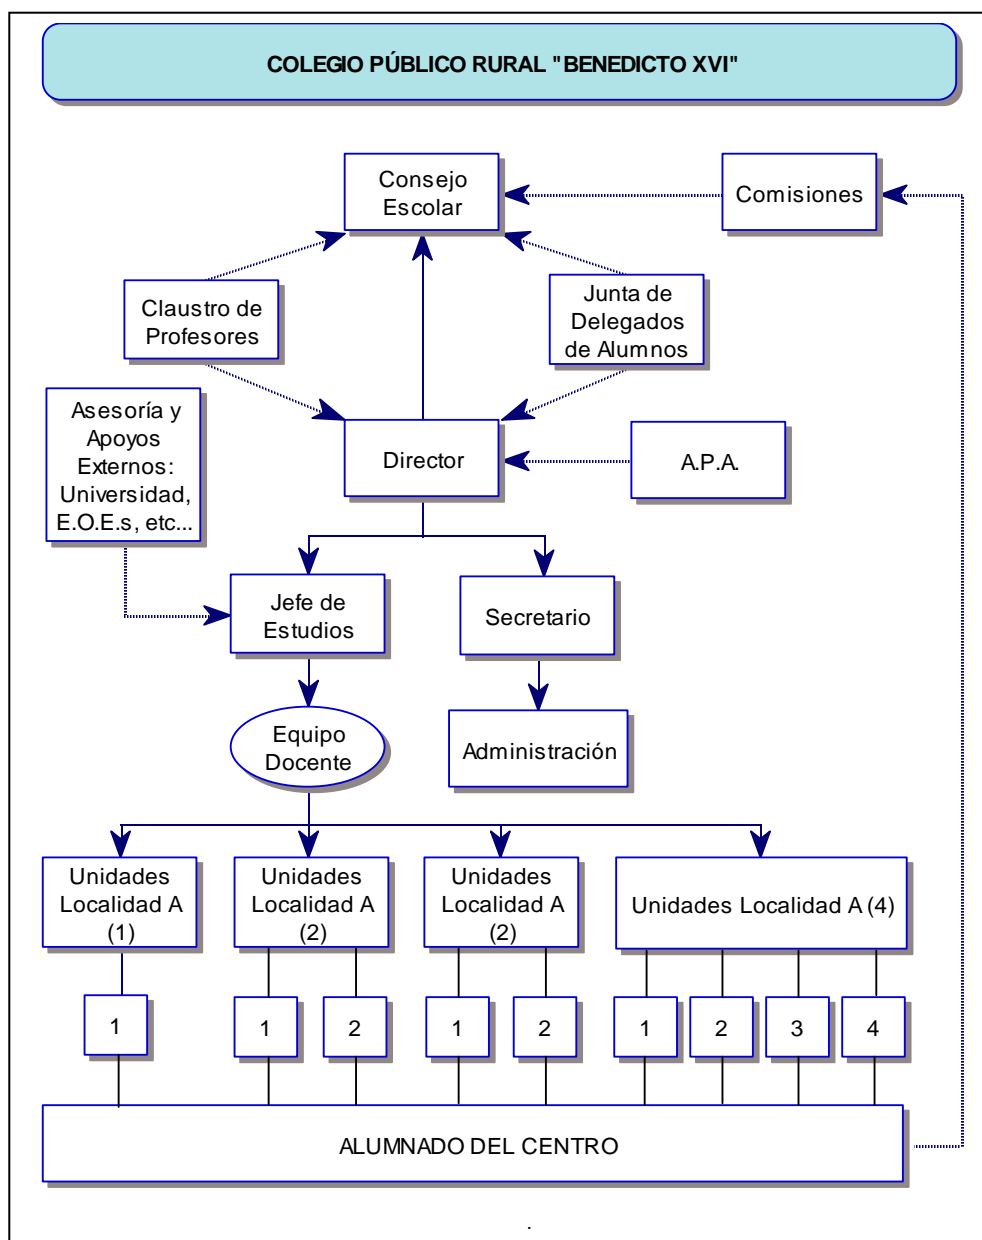 COLEGIO PÚBLICO RURAL "BENEDICTO XVI"
Consejo
Escolar
Comisiones
Claustro de
Profesores
Junta de
Delegados
de Alumnos
Asesoría y
Apoyos
Externos:
Universidad,
E.O.E.s, etc...
Director
A.P.A.
Jefe de
Estudios
Secretario
Equipo
Docente
Administración
Unidades
Localidad A
(1)
Unidades
Localidad A
(2)
Unidades
Localidad A
(2)
Unidades Localidad A (4)
1
1
2
1
2
1
2
3
4
ALUMNADO DEL CENTRO
.